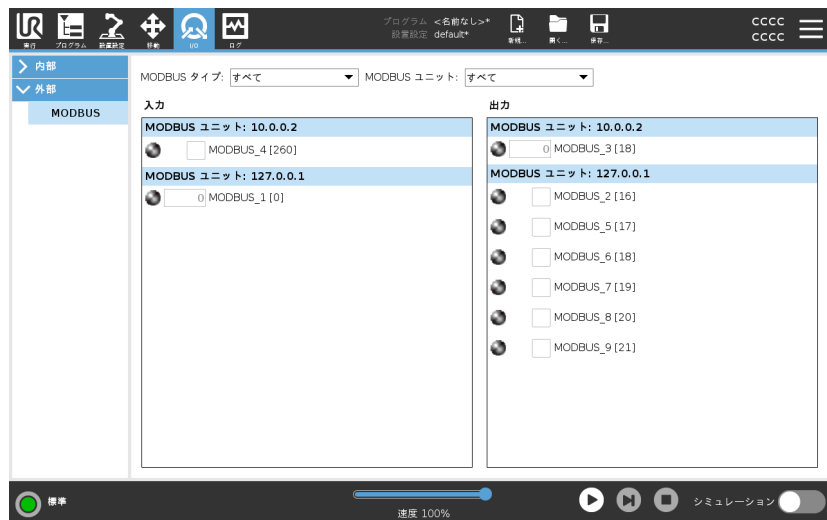 UR
プログラム <名前なし>*
設置設定 default*
cccc
cccc
実行
プログラム
設置設定
移動
I/O
ログ
新規...
開く...
保存...
内部
外部
MODBUS
MODBUS タイプ: すべて
MODBUS ユニット: すべて
入力
MODBUS ユニット: 10.0.0.2
MODBUS_4 [260]
MODBUS ユニット: 127.0.0.1
0 MODBUS_1 [0]
出力
MODBUS ユニット: 10.0.0.2
0 MODBUS_3 [18]
MODBUS ユニット: 127.0.0.1
MODBUS_2 [16]
MODBUS_5 [17]
MODBUS_6 [18]
MODBUS_7 [19]
MODBUS_8 [20]
MODBUS_9 [21]
標準
速度 100%
シミュレーション